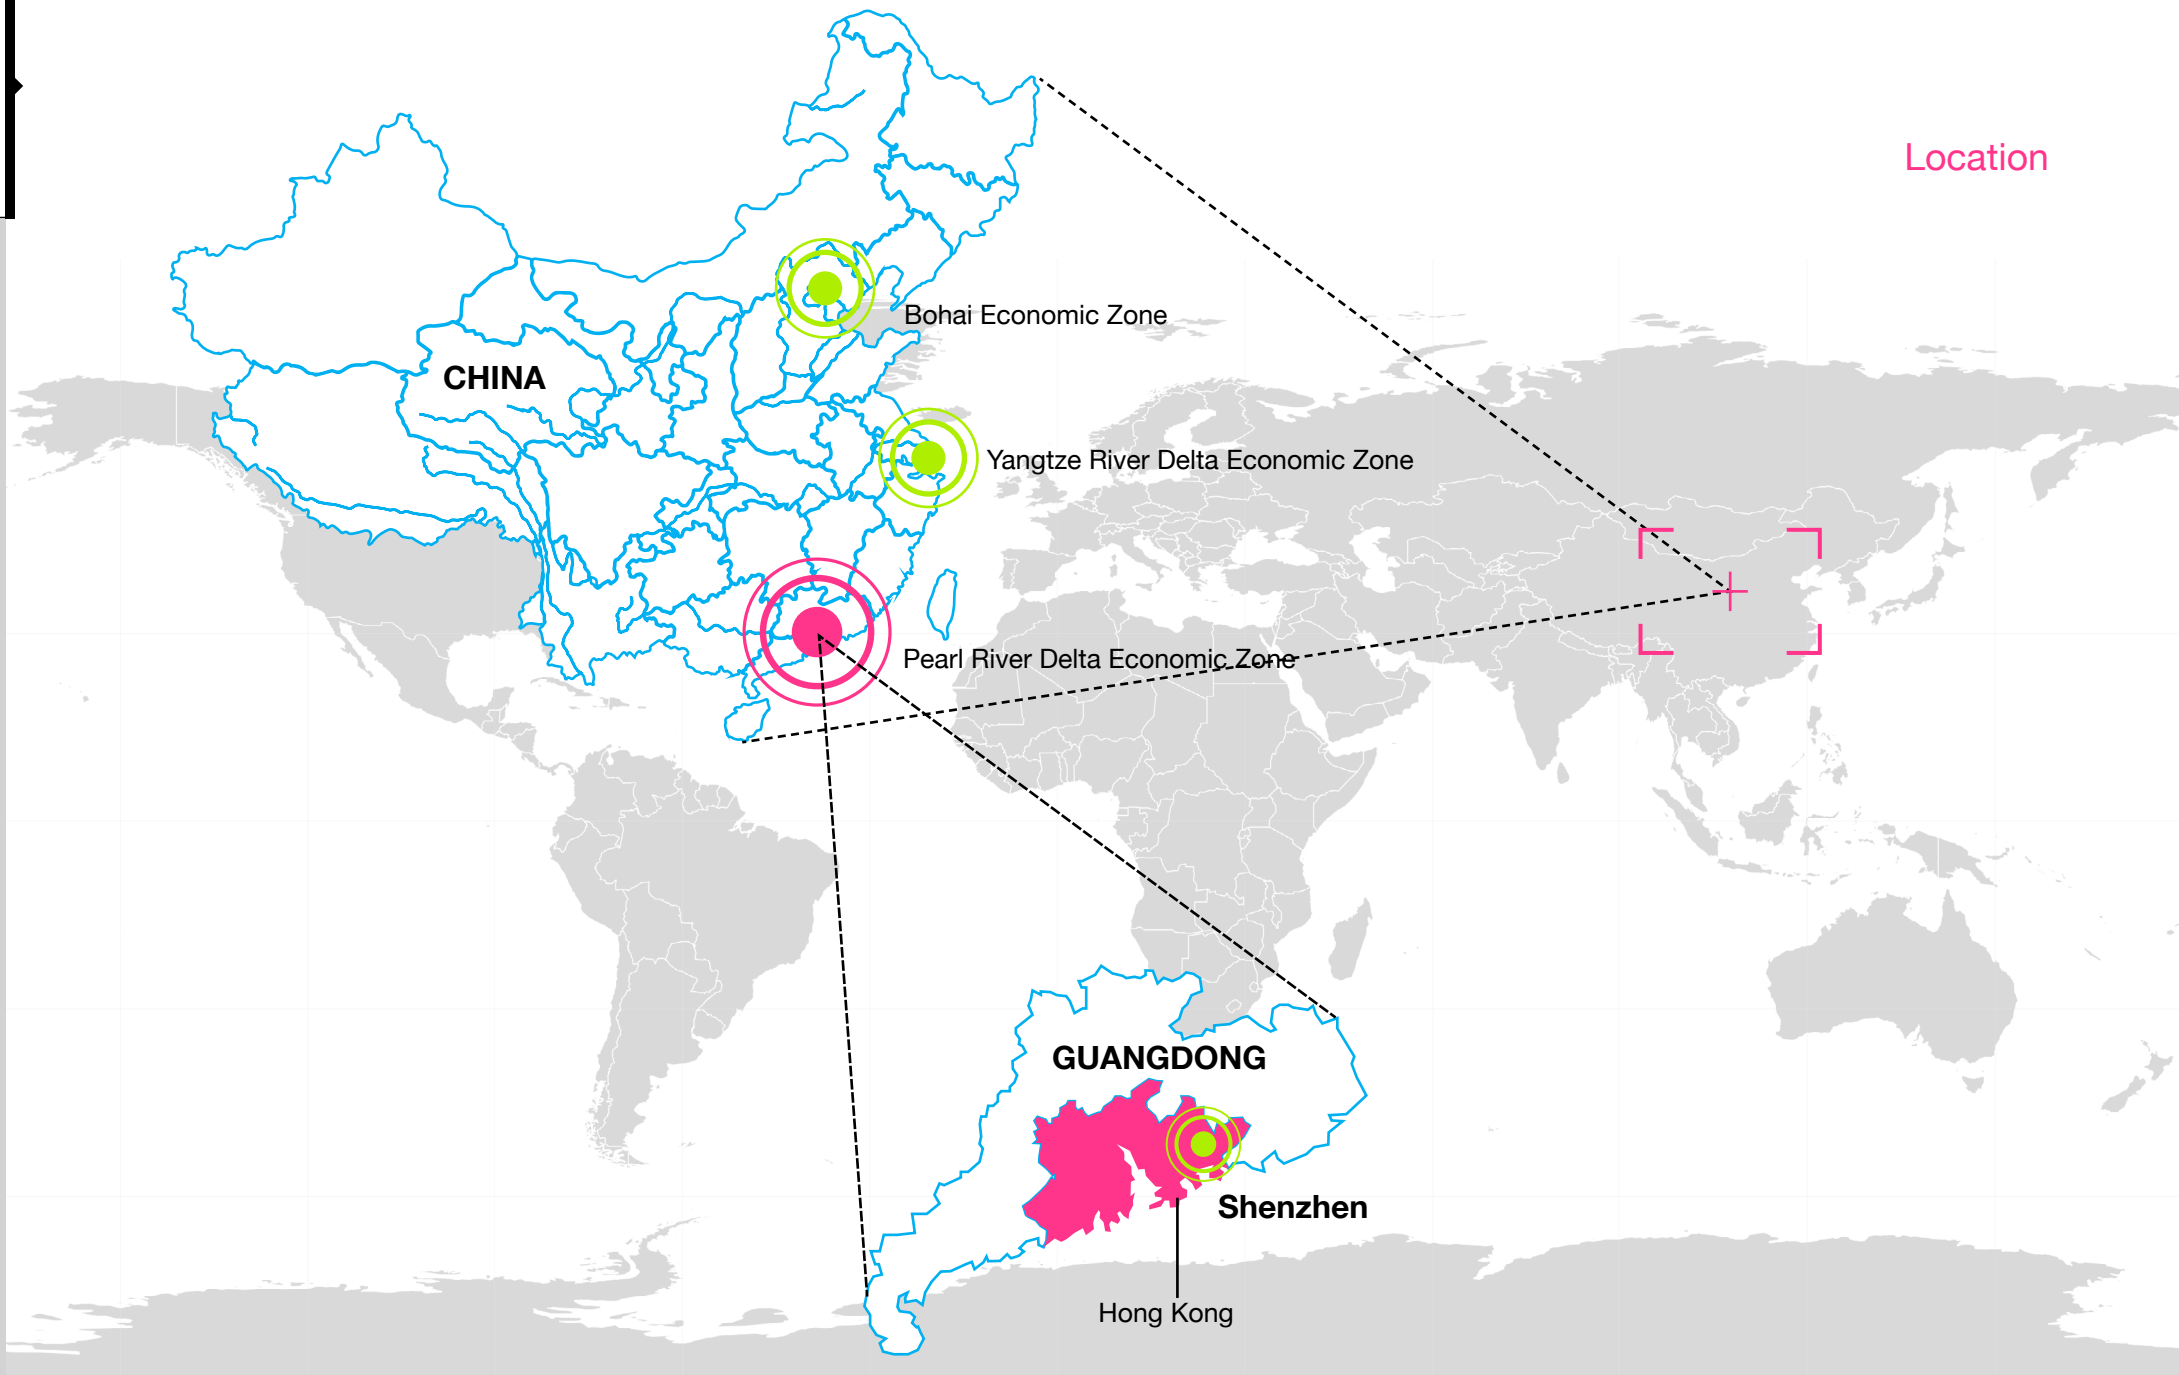 Location
Bohai Economic Zone
CHINA
Yangtze River Delta Economic Zone
Pearl River Delta Economic Zone
GUANGDONG
Shenzhen
Hong Kong